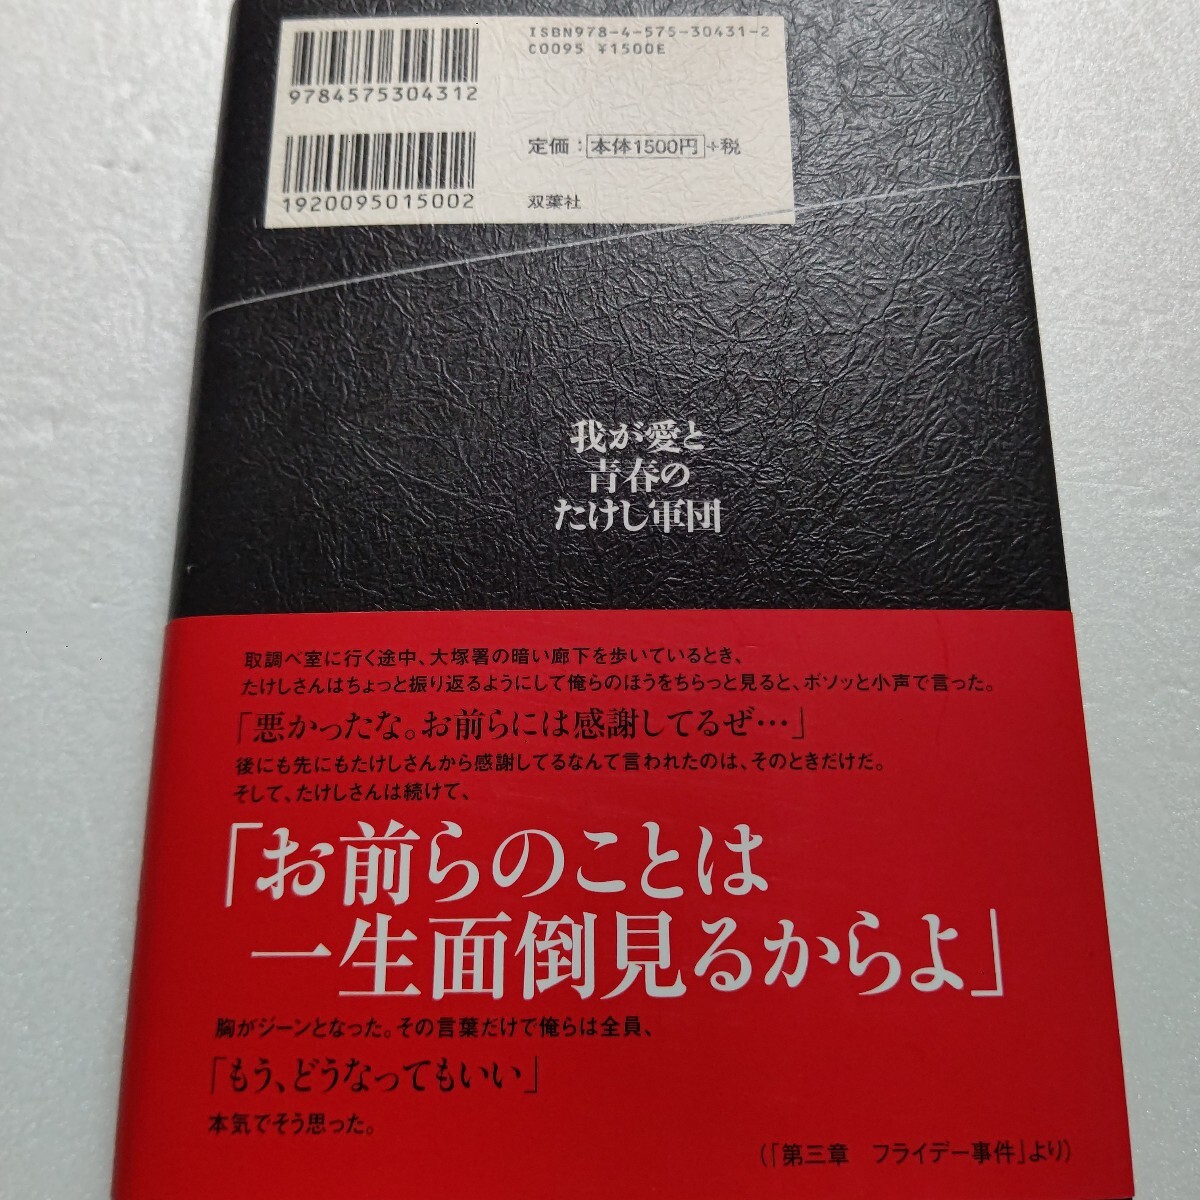 ISBN978-4-575-30431-2
C0095 ¥1500E
9784575304312
定価：本体1500円+税
1920095015002
双葉社
我が愛と
青春の
たけし軍団
取調べ室に行く途中、大塚署の暗い廊下を歩いているとき、
たけしさんはちょっと振り返るようにして俺らのほうをちらっと見ると、ボソッと小声で言った。
「悪かったな。お前らには感謝してるぜ…」
後にも先にもたけしさんから感謝してるなんて言われたのは、そのときだけだ。
そして、たけしさんは続けて、
「お前らのことは
一生面倒見るからよ」
胸がジーンとなった。その言葉だけで俺らは全員、
「もう、どうなってもいい」
本気でそう思った。
（「第三章　フライデー事件」より）